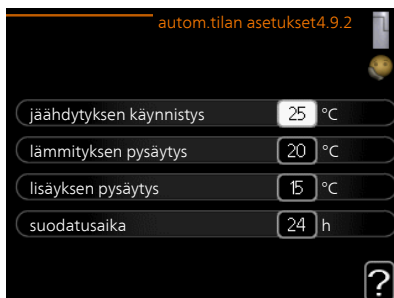 autom.tilan asetukset4.9.2
jäähdytyksen käynnistys 25 °C
lämmityksen pysäytys 20 °C
lisäyksen pysäytys 15 °C
suodatusaika 24 h
?